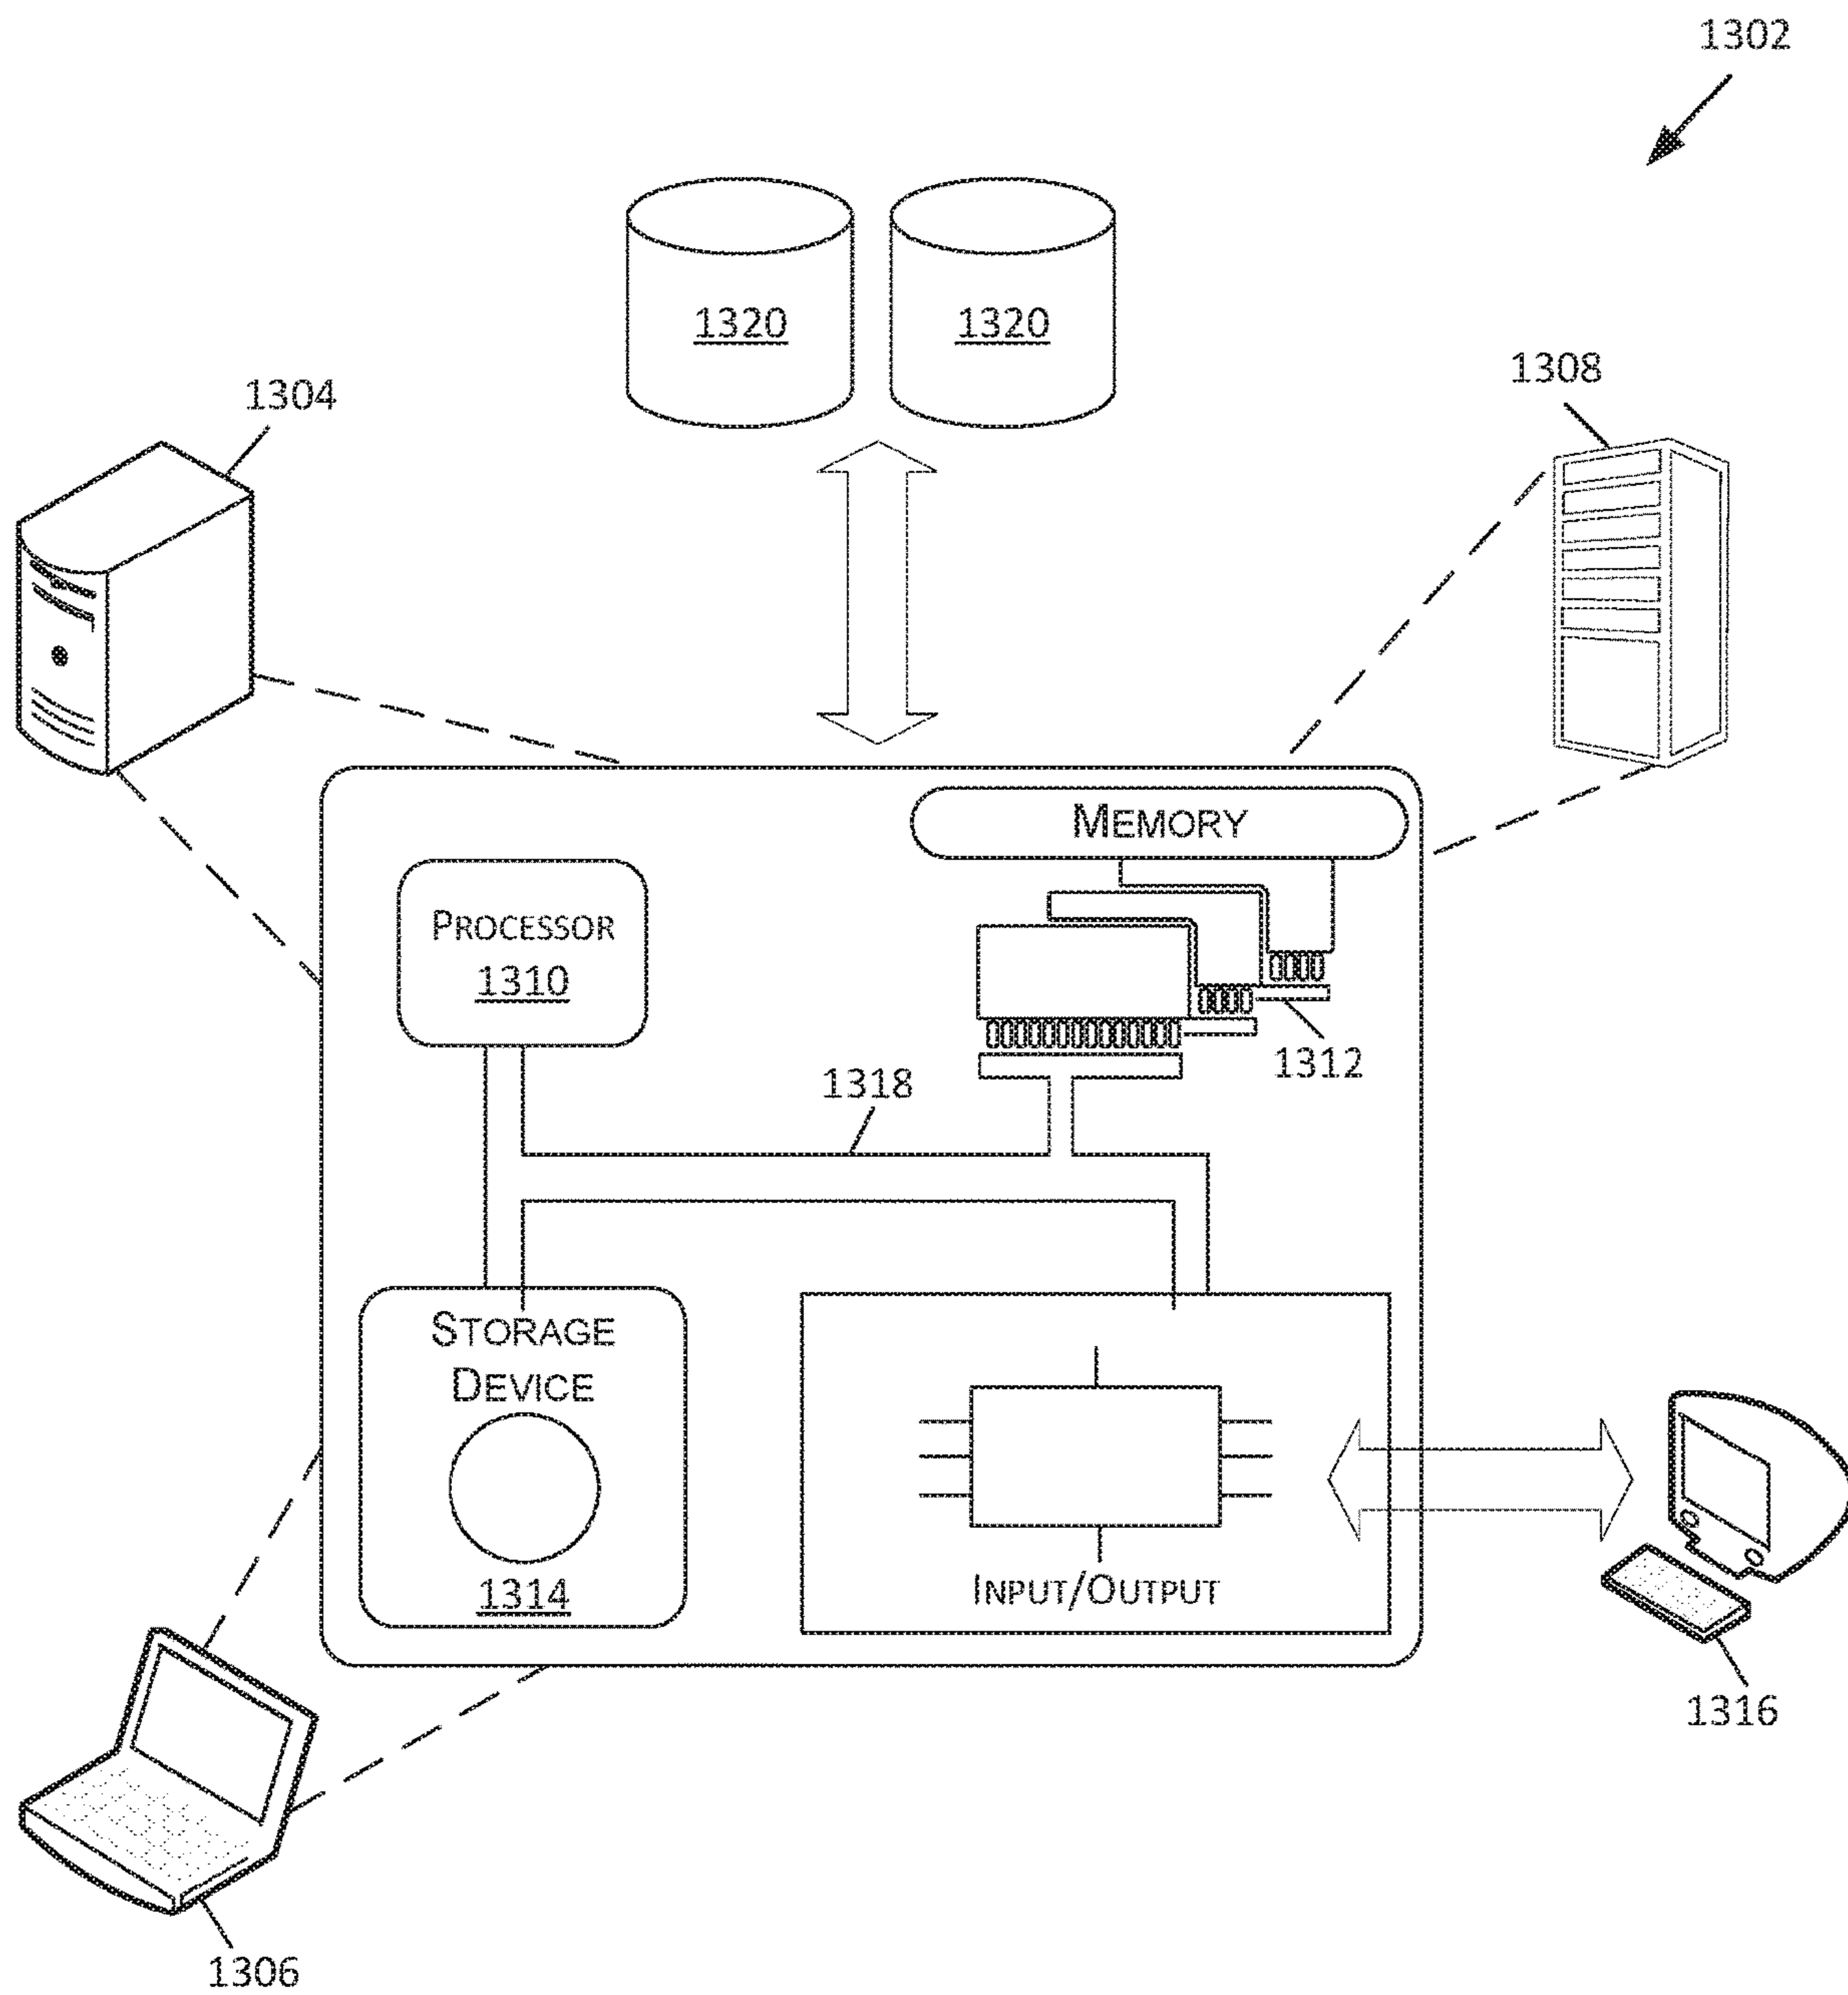 1302
1320
1320
1308
1304
MEMORY
PROCESSOR
1310
1312
1318
STORAGE
DEVICE
1314
INPUT/OUTPUT
1316
1306